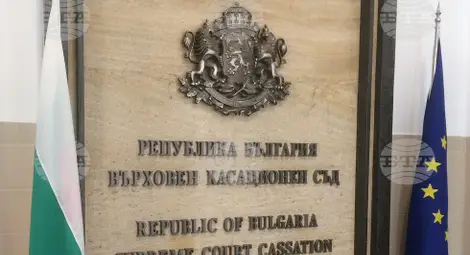 РЕПУБЛИКА БЪЛГАРИЯ
ВЪРХОВЕН КАСАЦИОНЕН СЪД
REPUBLIC OF BULGARIA
SUPREME COURT CASSATION